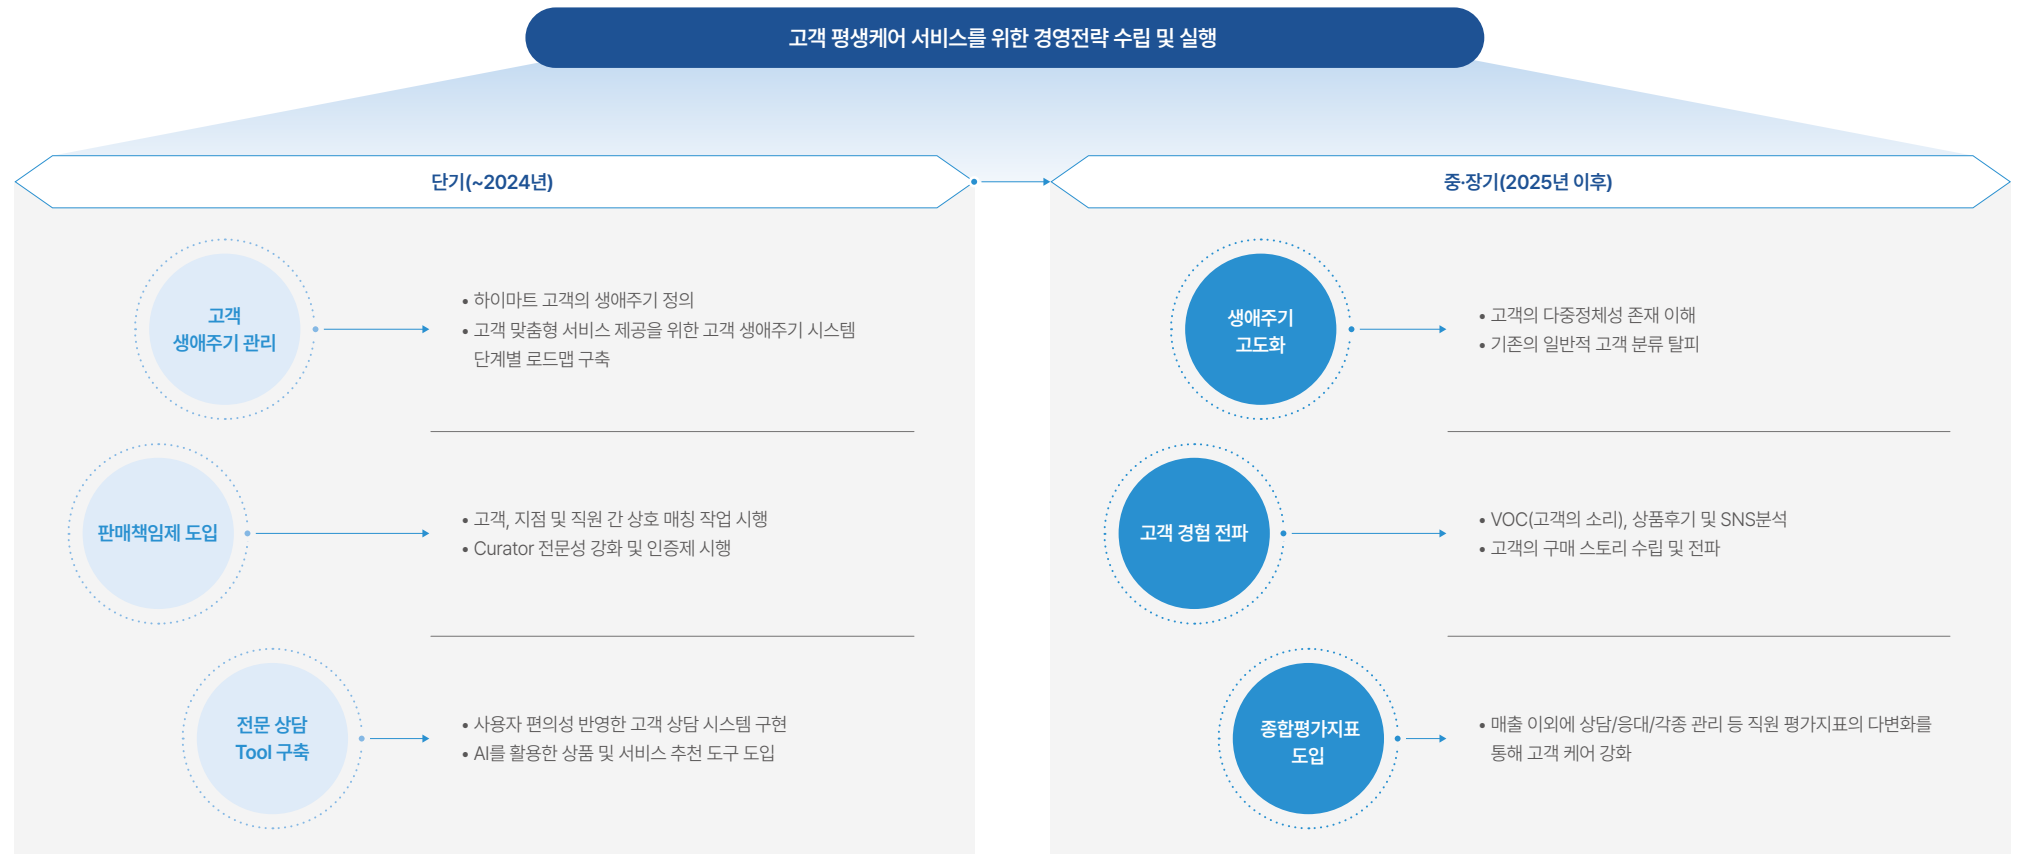 고객 평생케어 서비스를 위한 경영전략 수립 및 실행
단기(~2024년)
고객
생애주기 관리
• 하이마트 고객의 생애주기 정의
• 고객 맞춤형 서비스 제공을 위한 고객 생애주기 시스템
단계별 로드맵 구축
판매책임제 도입
• 고객, 지점 및 직원 간 상호 매칭 작업 시행
• Curator 전문성 강화 및 인증제 시행
전문 상담
Tool 구축
• 사용자 편의성 반영한 고객 상담 시스템 구현
• AI를 활용한 상품 및 서비스 추천 도구 도입
중·장기(2025년 이후)
생애주기
고도화
• 고객의 다중정체성 존재 이해
• 기존의 일반적 고객 분류 탈피
고객 경험 전파
• VOC(고객의 소리), 상품후기 및 SNS분석
• 고객의 구매 스토리 수립 및 전파
종합평가지표
도입
• 매출 이외에 상담/응대/각종 관리 등 직원 평가지표의 다변화를
통해 고객 케어 강화